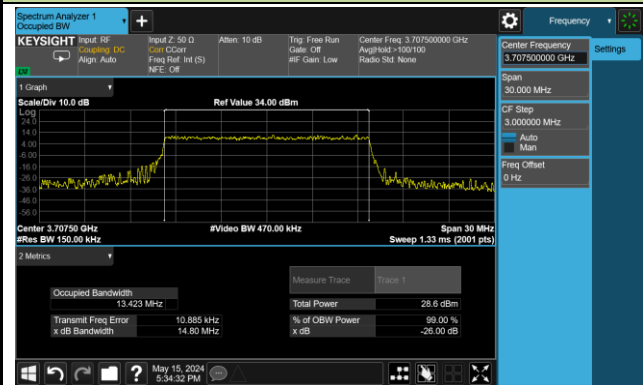 Spectrum Analyzer 1
Occupied BW
+
Frequency
KEYSIGHT
Input: RF
Coupling: DC
Align: Auto
Input Z: 50 Ω
Corr CCorr
Freq Ref: Int (S)
NFE: Off
Atten: 10 dB
Trig: Free Run
Gate: Off
#IF Gain: Low
Center Freq: 3.707500000 GHz
Avg|Hold:>100/100
Radio Std: None
Center Frequency
3.707500000 GHz
Settings
Span
30.000 MHz
CF Step
3.000000 MHz
Auto
Man
Freq Offset
0 Hz
1 Graph
Scale/Div 10.0 dB
Ref Value 34.00 dBm
Log
24.0
14.0
4.00
-6.00
-16.0
-26.0
-36.0
-46.0
-56.0
Center 3.70750 GHz
#Video BW 470.00 kHz
Span 30 MHz
#Res BW 150.00 kHz
Sweep 1.33 ms (2001 pts)
2 Metrics
Measure Trace
Trace 1
Occupied Bandwidth
13.423 MHz
Total Power
28.6 dBm
Transmit Freq Error
10.885 kHz
% of OBW Power
99.00 %
x dB Bandwidth
14.80 MHz
x dB
-26.00 dB
?
May 15, 2024
5:34:32 PM